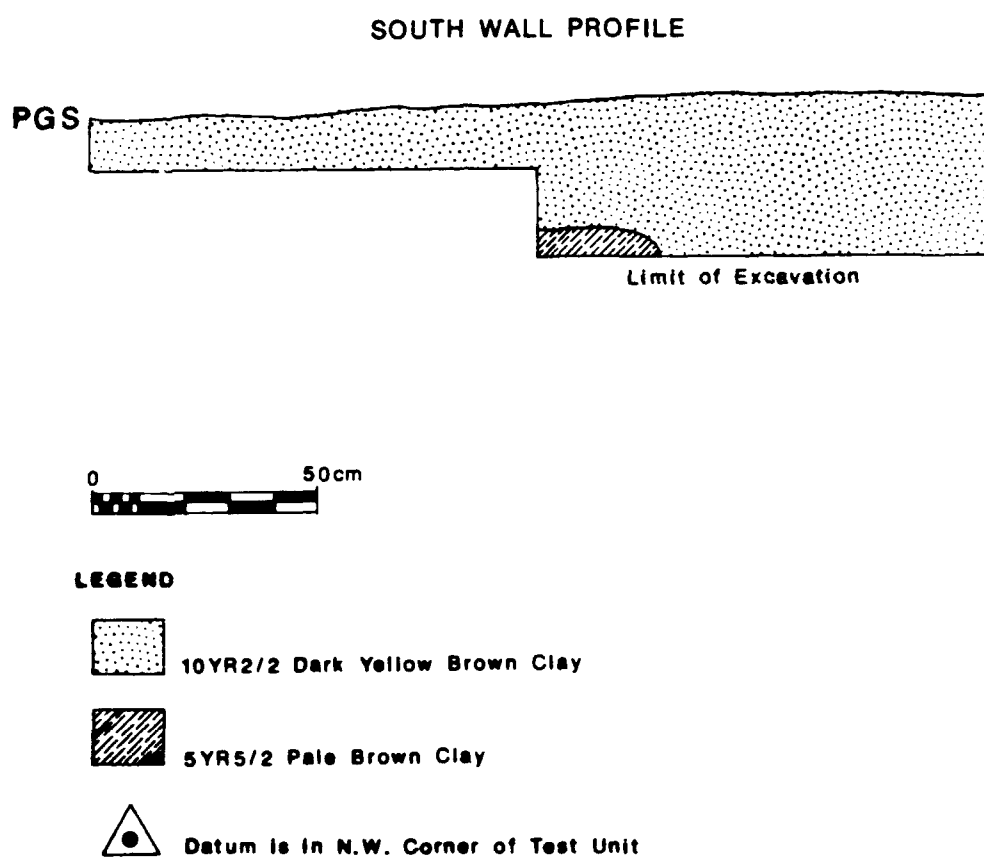 SOUTH WALL PROFILE
PGS
Limit of Excavation
0 50cm
LEGEND
10YR2/2 Dark Yellow Brown Clay
5YR5/2 Pale Brown Clay
Datum is in N.W. Corner of Test Unit